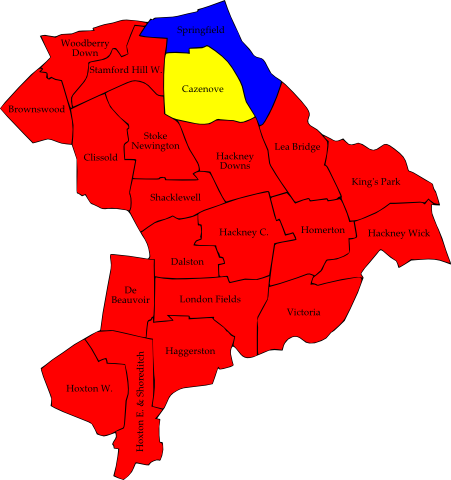 Springfield
Woodberry
Down
Stamford Hill W.
Cazenove
Brownswood
Stoke
Newington
Lea Bridge
Clissold
Hackney
Downs
King's Park
Shacklewell
Hackney C.
Homerton
Hackney Wick
Dalston
De
Beauvoir
London Fields
Victoria
Haggerston
Hoxton W.
Hoxton E. & Shoreditch